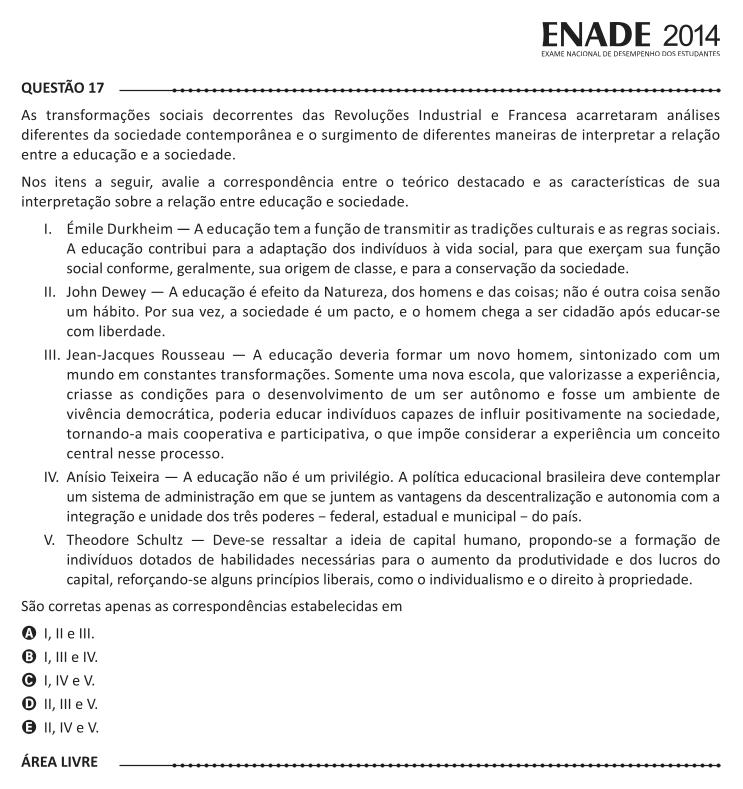 ENADE 2014
EXAME NACIONAL DE DESEMPENHO DOS ESTUDANTES
QUESTÃO 17
As transformações sociais decorrentes das Revoluções Industrial e Francesa acarretaram análises
diferentes da sociedade contemporânea e o surgimento de diferentes maneiras de interpretar a relação
entre a educação e a sociedade.
Nos itens a seguir, avalie a correspondência entre o teórico destacado e as características de sua
interpretação sobre a relação entre educação e sociedade.
I. Émile Durkheim — A educação tem a função de transmitir as tradições culturais e as regras sociais.
A educação contribui para a adaptação dos indivíduos à vida social, para que exerçam sua função
social conforme, geralmente, sua origem de classe, e para a conservação da sociedade.
II. John Dewey — A educação é efeito da Natureza, dos homens e das coisas; não é outra coisa senão
um hábito. Por sua vez, a sociedade é um pacto, e o homem chega a ser cidadão após educar-se
com liberdade.
III. Jean-Jacques Rousseau — A educação deveria formar um novo homem, sintonizado com um
mundo em constantes transformações. Somente uma nova escola, que valorizasse a experiência,
criasse as condições para o desenvolvimento de um ser autônomo e fosse um ambiente de
vivência democrática, poderia educar indivíduos capazes de influir positivamente na sociedade,
tornando-a mais cooperativa e participativa, o que impõe considerar a experiência um conceito
central nesse processo.
IV. Anísio Teixeira — A educação não é um privilégio. A política educacional brasileira deve contemplar
um sistema de administração em que se juntem as vantagens da descentralização e autonomia com a
integração e unidade dos três poderes − federal, estadual e municipal − do país.
V. Theodore Schultz — Deve-se ressaltar a ideia de capital humano, propondo-se a formação de
indivíduos dotados de habilidades necessárias para o aumento da produtividade e dos lucros do
capital, reforçando-se alguns princípios liberais, como o individualismo e o direito à propriedade.
São corretas apenas as correspondências estabelecidas em
A I, II e III.
B I, III e IV.
C I, IV e V.
D II, III e V.
E II, IV e V.
ÁREA LIVRE